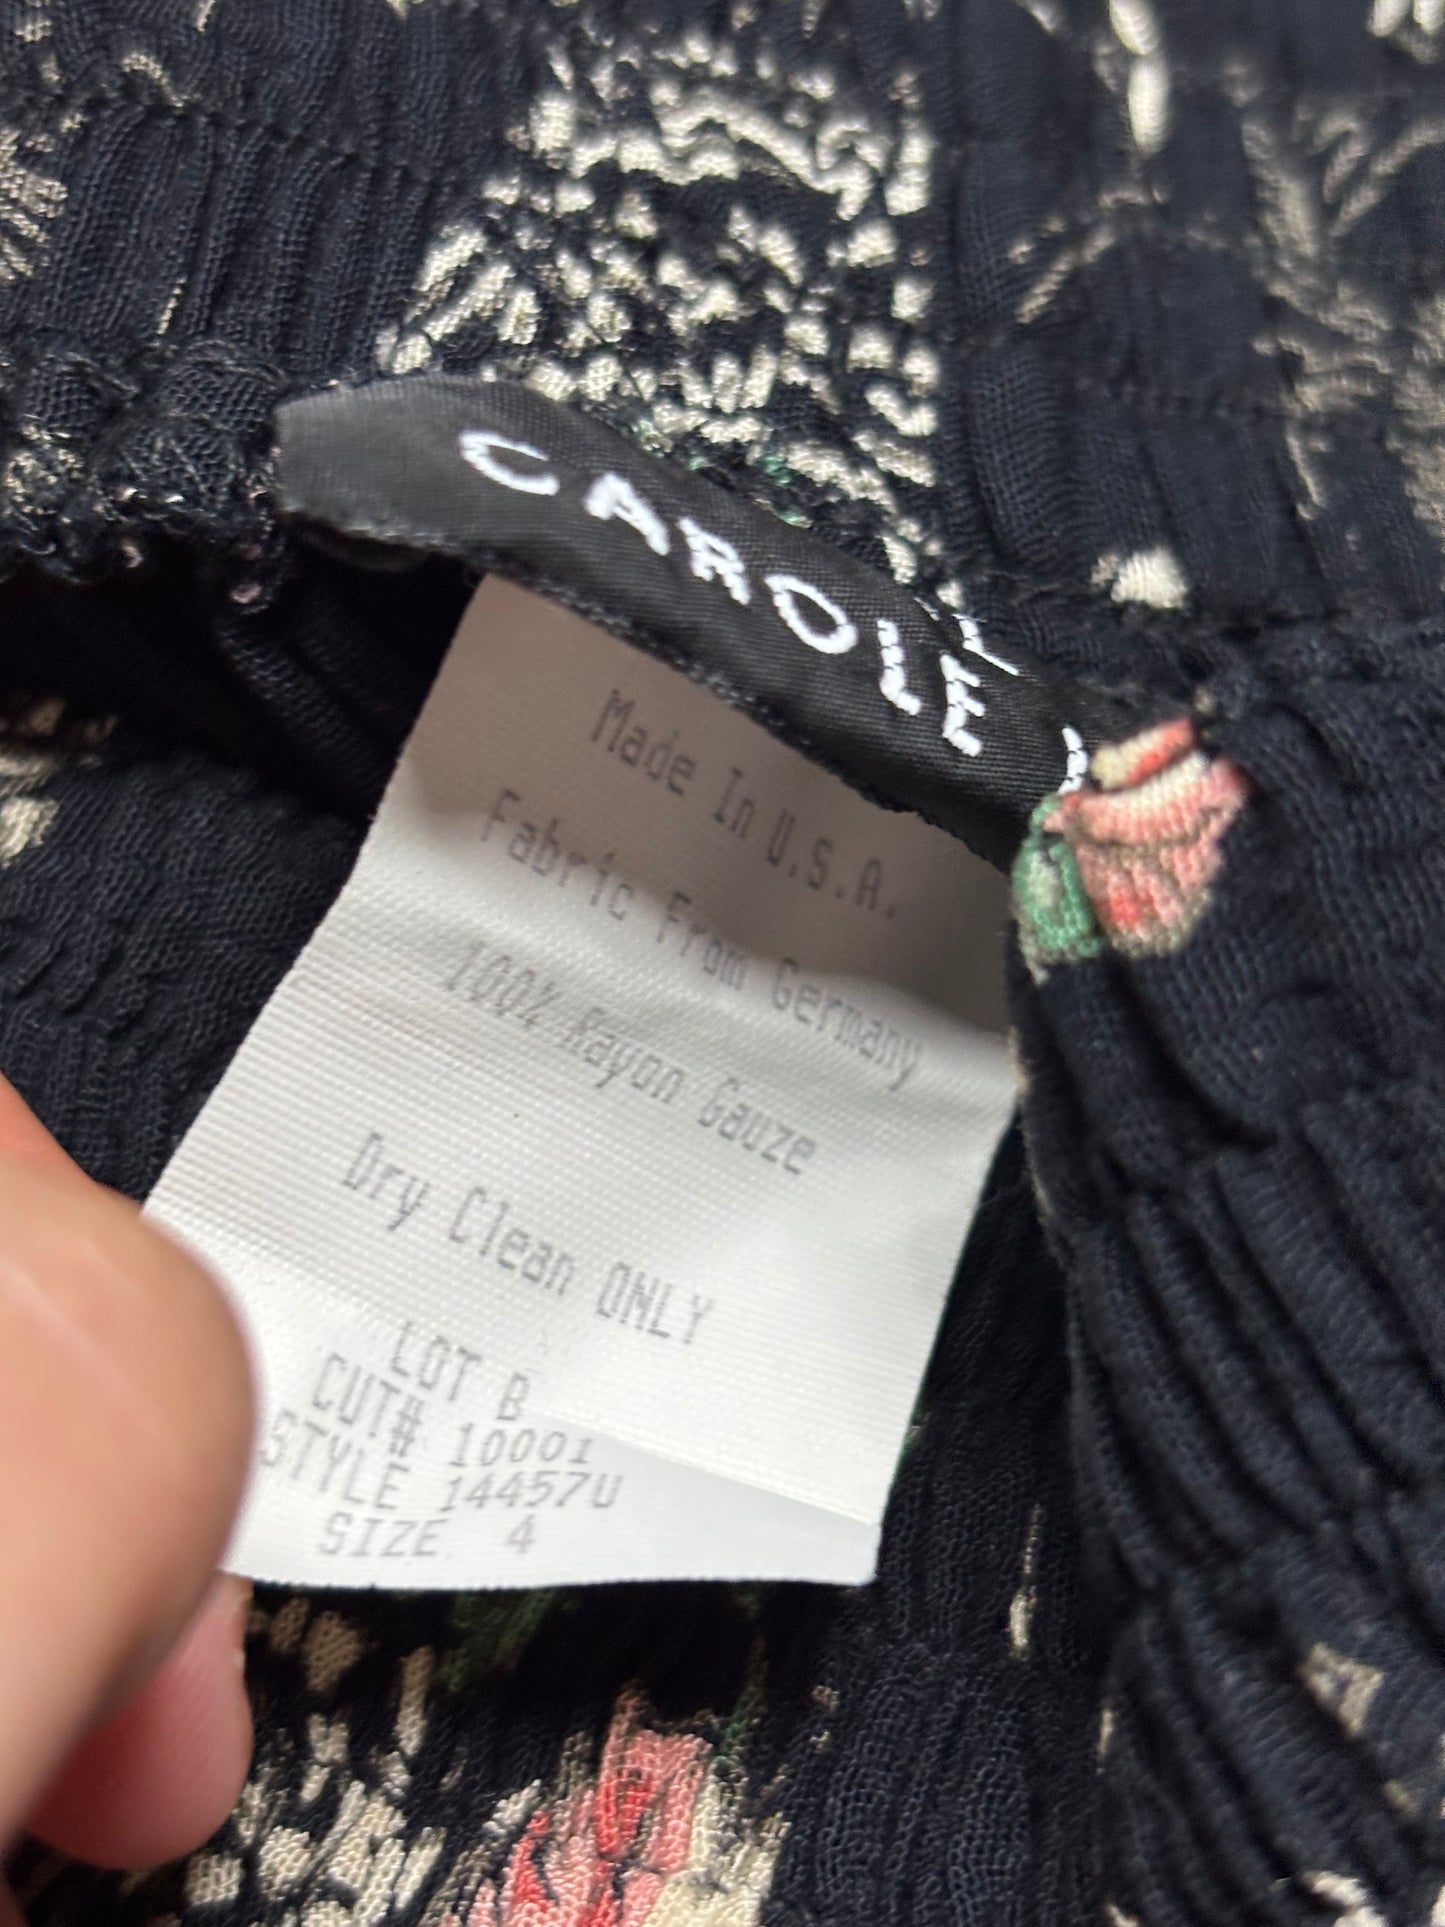 CAROLE
Made In U.S.A.
Fabric From Germany
100% Rayon Gauze
Dry Clean ONLY
LOT B
CUT# 10001
STYLE 14457U
SIZE 4